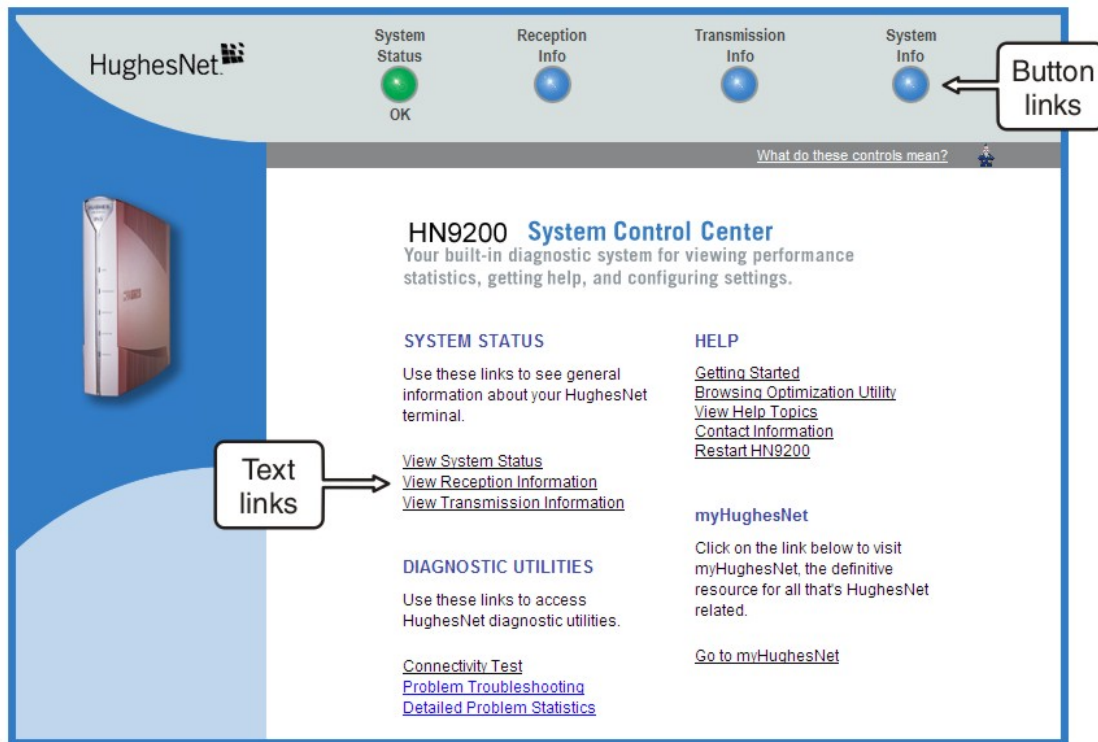 HughesNet
System Status
OK
Reception Info
Transmission Info
System Info
Button links
What do these controls mean?
HN9200 System Control Center
Your built-in diagnostic system for viewing performance
statistics, getting help, and configuring settings.
SYSTEM STATUS
Use these links to see general
information about your HughesNet
terminal.
Text links
View System Status
View Reception Information
View Transmission Information
DIAGNOSTIC UTILITIES
Use these links to access
HughesNet diagnostic utilities.
Connectivity Test
Problem Troubleshooting
Detailed Problem Statistics
HELP
Getting Started
Browsing Optimization Utility
View Help Topics
Contact Information
Restart HN9200
myHughesNet
Click on the link below to visit
myHughesNet, the definitive
resource for all that's HughesNet
related.
Go to myHughesNet